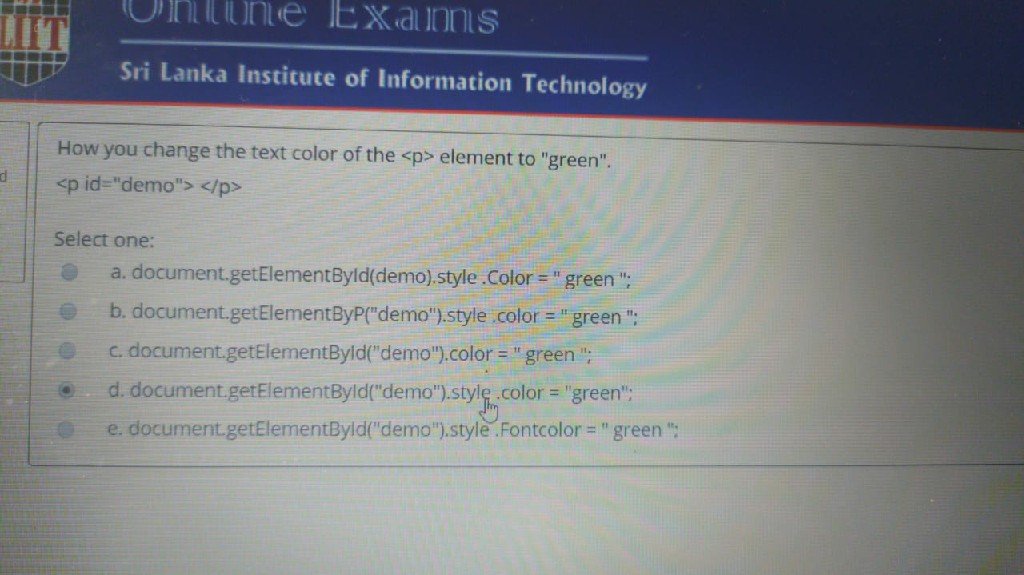 Online Exams
LIIT
Sri Lanka Institute of Information Technology
How you change the text color of the <p> element to "green".
d
<p id="demo"> </p>
Select one:
a. document.getElementById(demo).style .Color = " green ";
b. document.getElementByP("demo").style .color = " green ";
c. document.getElementById("demo").color = " green ";
d. document.getElementById("demo").style .color = "green";
e. document.getElementById("demo").style .Fontcolor = " green ";